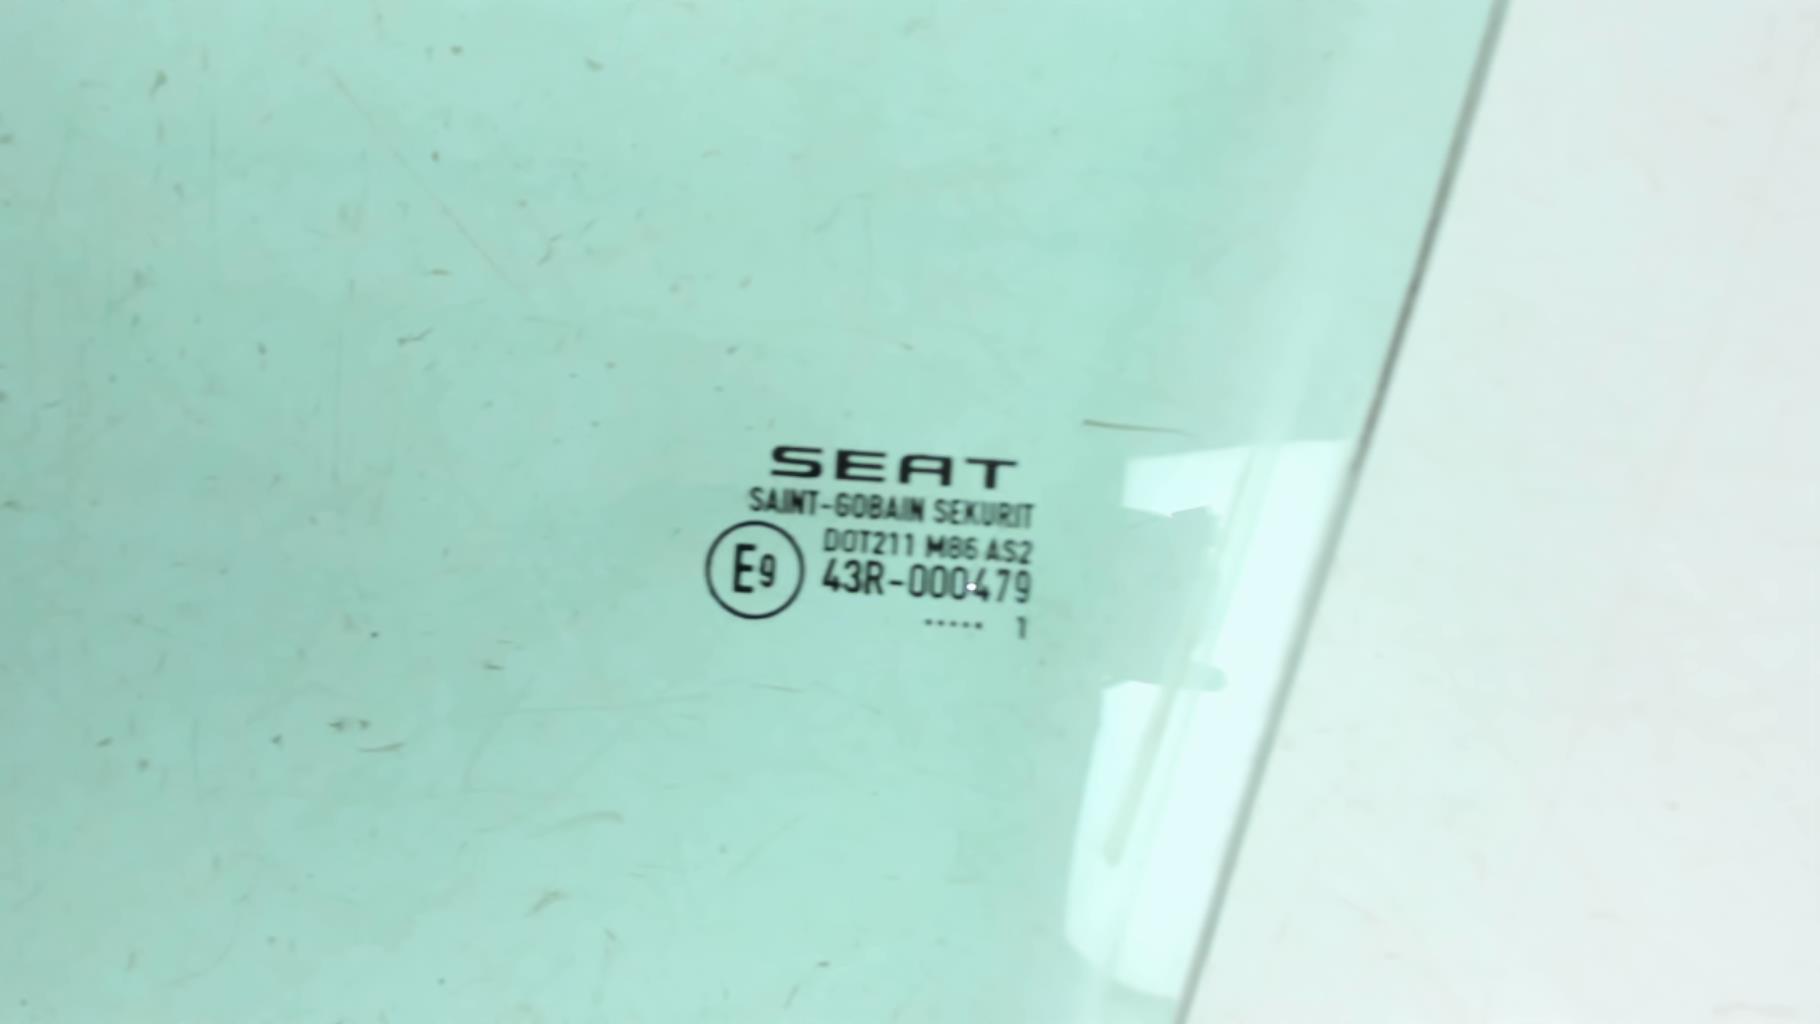 SEAT
SAINT-GOBAIN SEKURIT
DOT211 M86 AS2
E9 43R-000479
..... 1